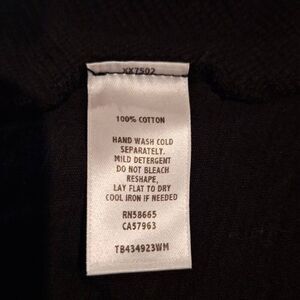 XX7502
100% COTTON
HAND WASH COLD
SEPARATELY.
MILD DETERGENT
DO NOT BLEACH
RESHAPE,
LAY FLAT TO DRY
COOL IRON IF NEEDED
RN58665
CA57963
TB434923WM